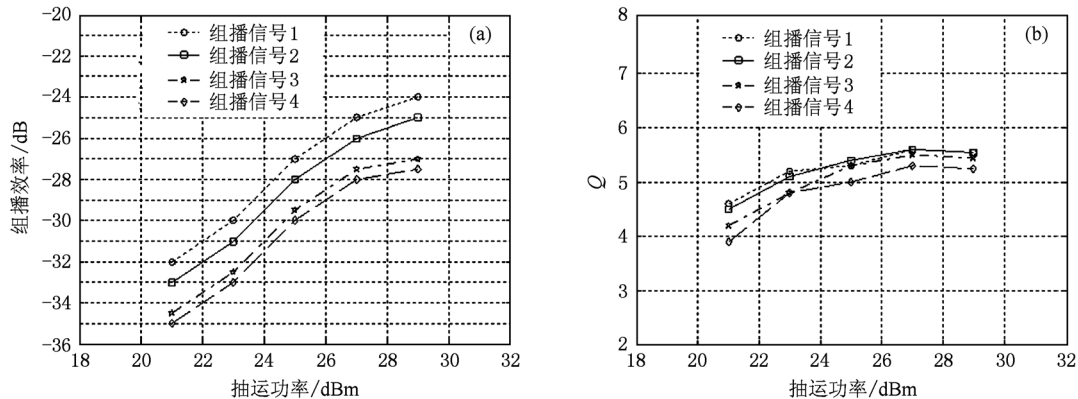 (a)
组播信号1
组播信号2
组播信号3
组播信号4
组播效率/dB
-20
-22
-24
-26
-28
-30
-32
-34
-36
18 20 22 24 26 28 30 32
抽运功率/dBm
(b)
组播信号1
组播信号2
组播信号3
组播信号4
Q
8
7
6
5
4
3
2
18 20 22 24 26 28 30 32
抽运功率/dBm